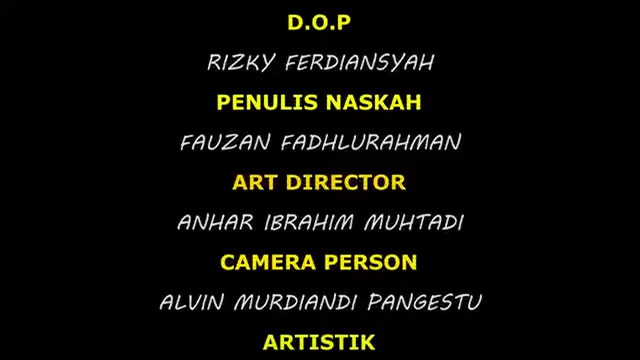 D.O.P
RIZKY FERDIANSYAH
PENULIS NASKAH
FAUZAN FADHLURAHMAN
ART DIRECTOR
ANHAR IBRAHIM MUHTADI
CAMERA PERSON
ALVIN MURDIANDI PANGESTU
ARTISTIK